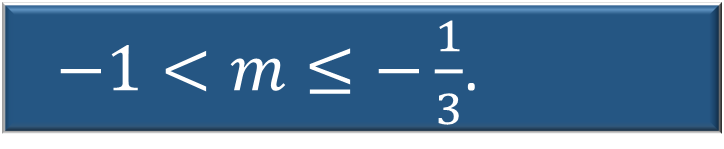 −1 < 𝑚 ≤ −1/3.